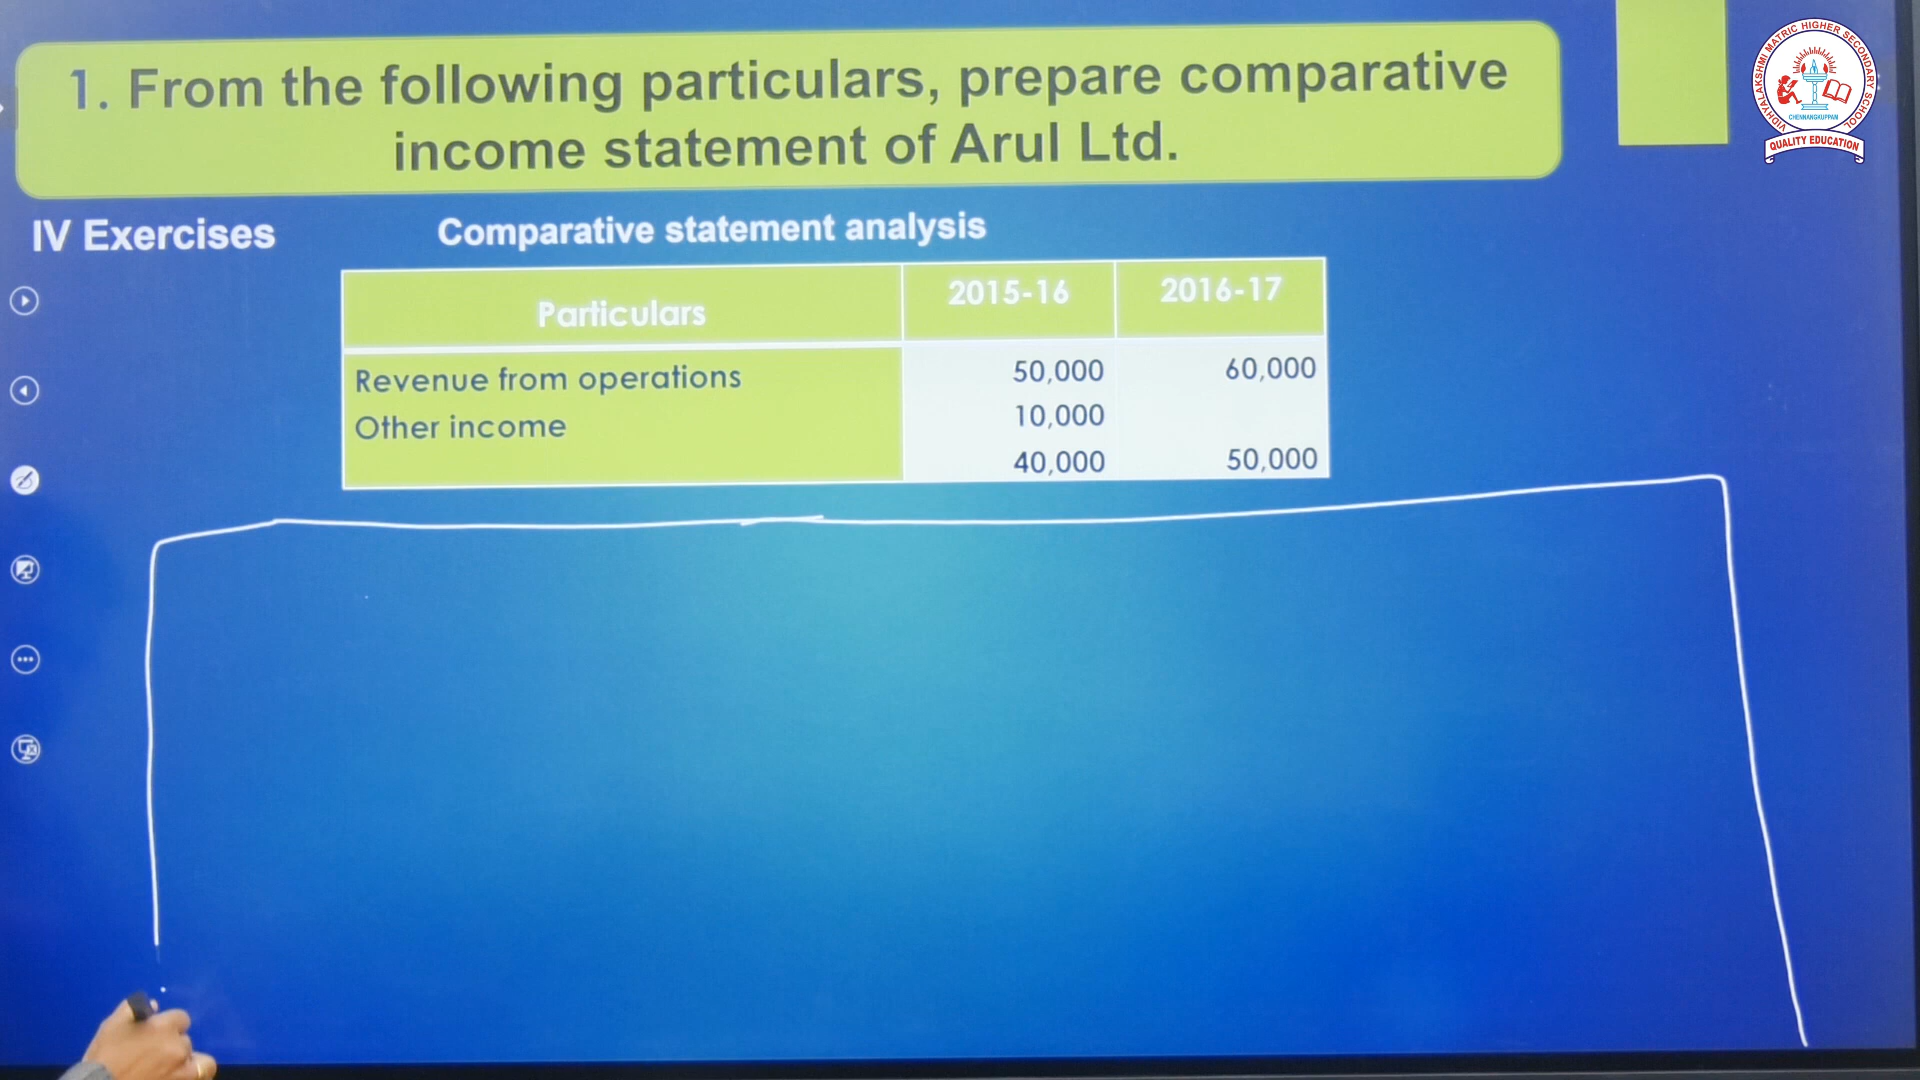 1. From the following particulars, prepare comparative
income statement of Arul Ltd.
VIDHYALAKSHMI MATRIC HIGHER SECONDARY SCHOOL
CHENNANGKUPPAM
QUALITY EDUCATION
IV Exercises
Comparative statement analysis
Particulars 2015-16 2016-17
Revenue from operations 50,000 60,000
Other income 10,000
40,000 50,000